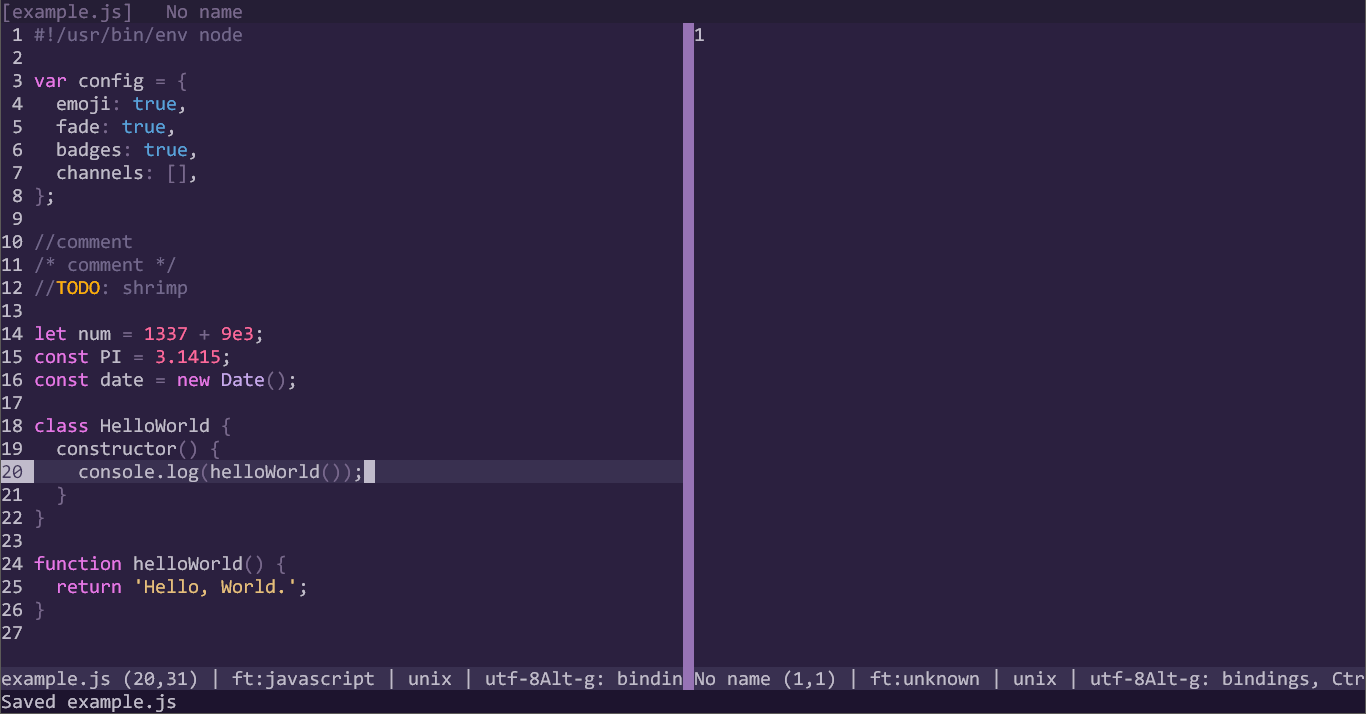 [example.js]   No name
 1 #!/usr/bin/env node
 2
 3 var config = {
 4   emoji: true,
 5   fade: true,
 6   badges: true,
 7   channels: [],
 8 };
 9
10 //comment
11 /* comment */
12 //TODO: shrimp
13
14 let num = 1337 + 9e3;
15 const PI = 3.1415;
16 const date = new Date();
17
18 class HelloWorld {
19   constructor() {
20     console.log(helloWorld());
21   }
22 }
23
24 function helloWorld() {
25   return 'Hello, World.';
26 }
27
example.js (20,31) | ft:javascript | unix | utf-8Alt-g: bindin
1
No name (1,1) | ft:unknown | unix | utf-8Alt-g: bindings, Ctr
Saved example.js